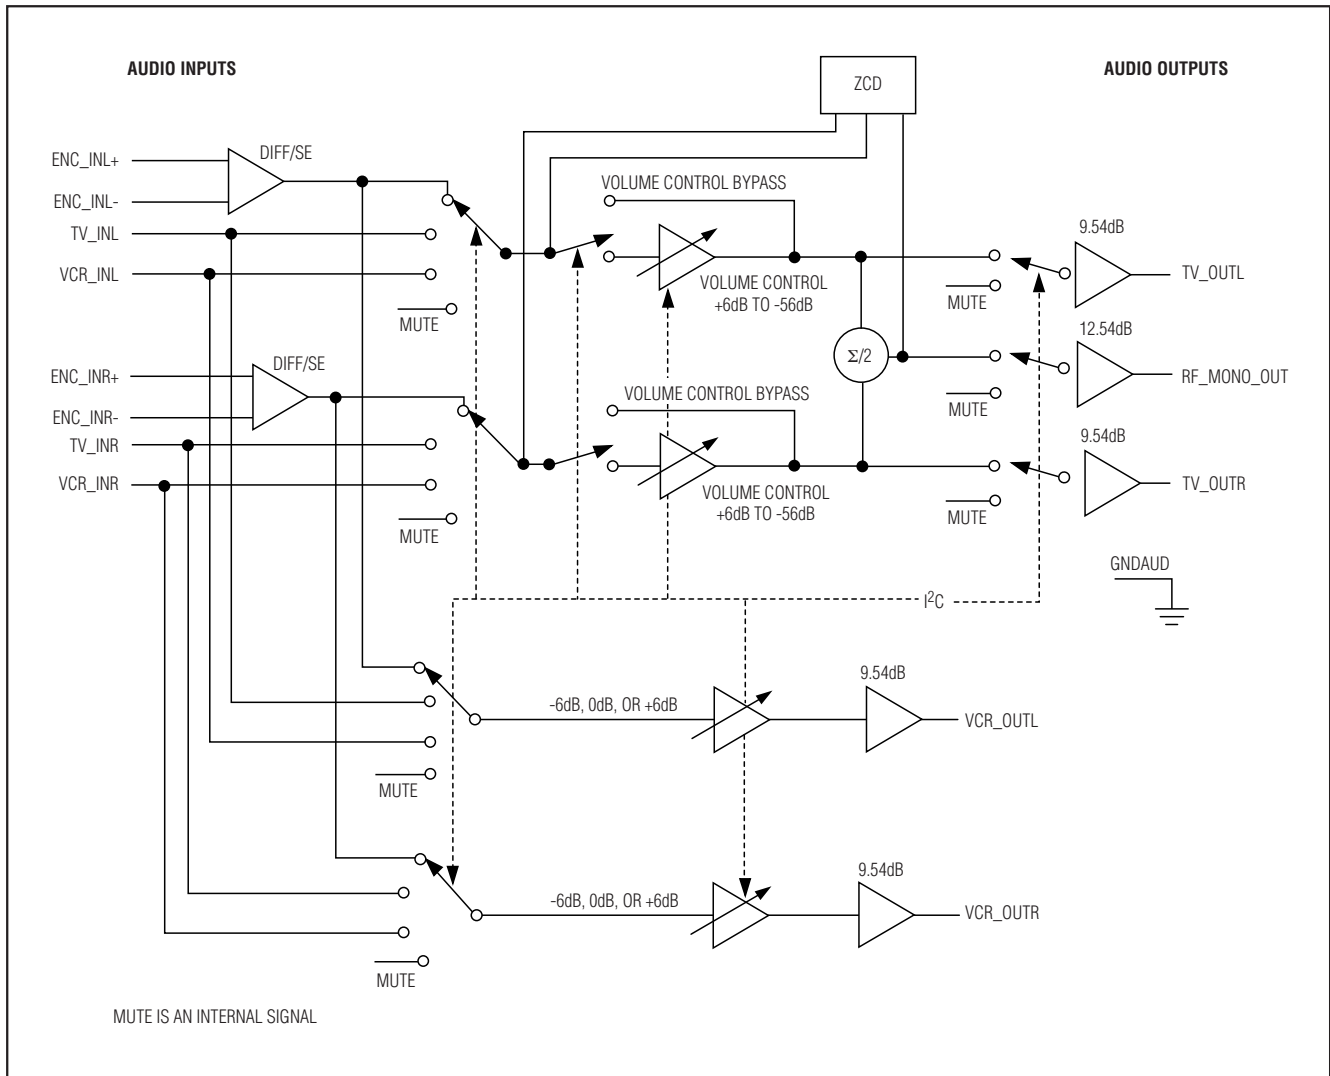 AUDIO INPUTS
AUDIO OUTPUTS
ZCD
ENC_INL+
DIFF/SE
ENC_INL-
TV_INL
VCR_INL
MUTE
VOLUME CONTROL BYPASS
VOLUME CONTROL
+6dB TO -56dB
9.54dB
TV_OUTL
MUTE
Σ/2
12.54dB
RF_MONO_OUT
MUTE
ENC_INR+
DIFF/SE
ENC_INR-
TV_INR
VCR_INR
MUTE
VOLUME CONTROL BYPASS
VOLUME CONTROL
+6dB TO -56dB
9.54dB
TV_OUTR
MUTE
GNDAUD
I²C
-6dB, 0dB, OR +6dB
9.54dB
VCR_OUTL
MUTE
-6dB, 0dB, OR +6dB
9.54dB
VCR_OUTR
MUTE
MUTE IS AN INTERNAL SIGNAL